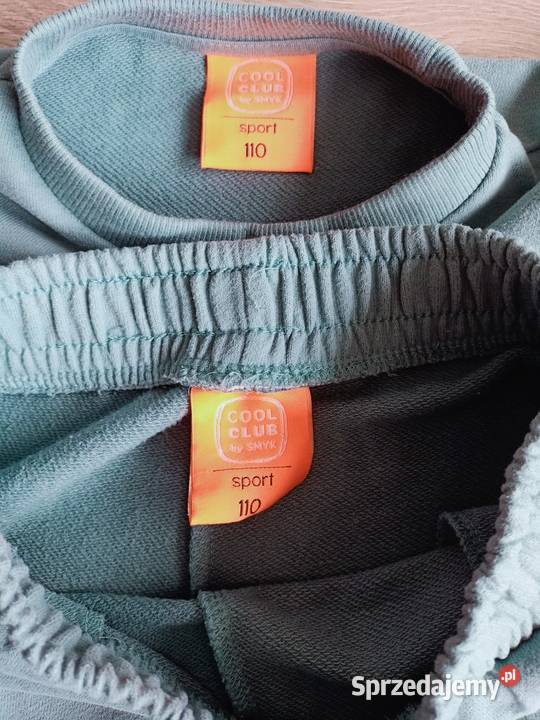 COOL
CLUB
by SMYK
sport
110
COOL
CLUB
by SMYK
sport
110
Sprzedajemy.pl